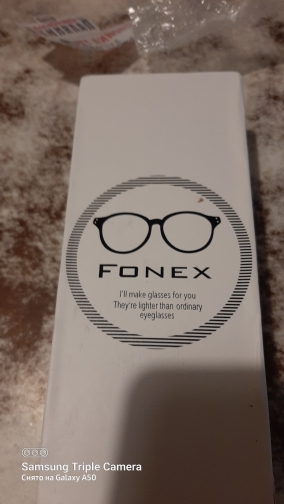 FONEX
I'll make glasses for you
They're lighter than ordinary
eyeglasses
Samsung Triple Camera
Снято на Galaxy A50